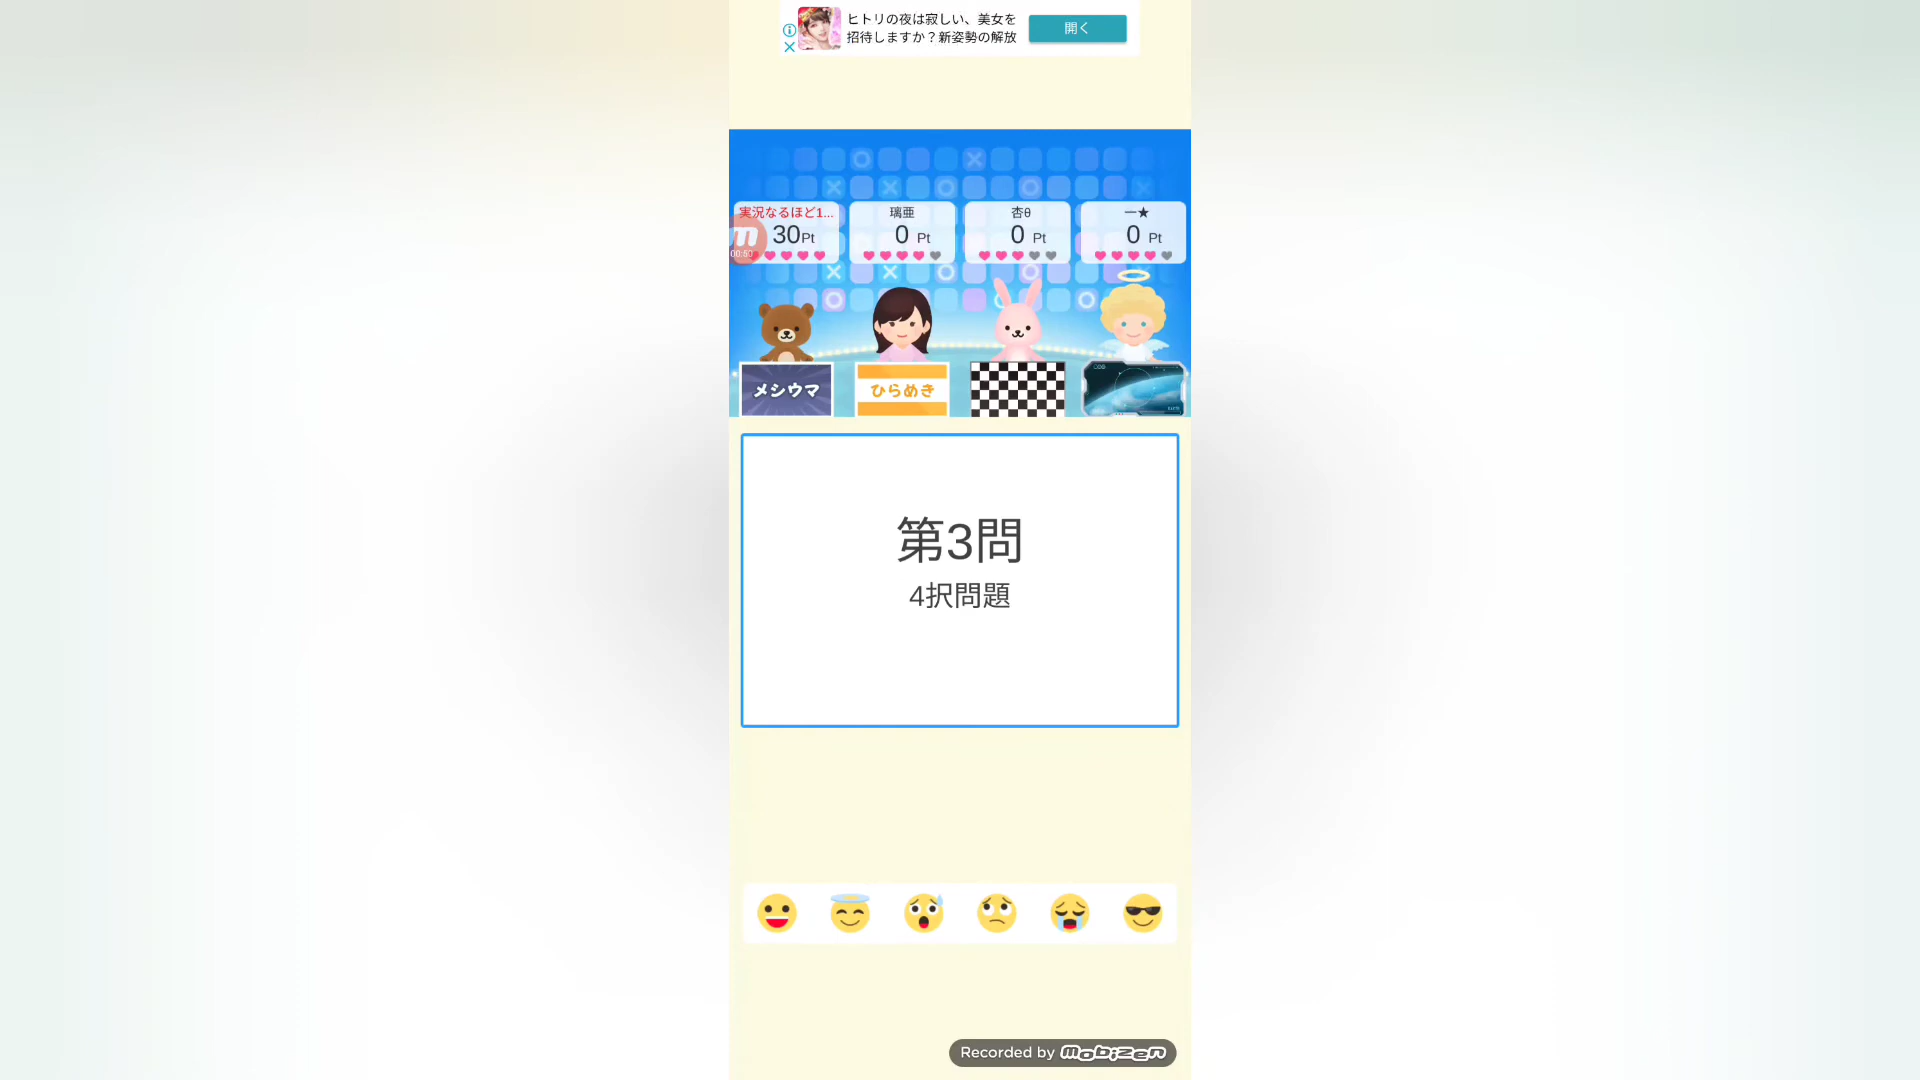 ヒトリの夜は寂しい、美女を
招待しますか？新姿勢の解放
開く
実況なるほど1...
30Pt
00:50
瑞亜
0 Pt
杏θ
0 Pt
一★
0 Pt
メシウマ
ひらめき
第3問
4択問題
Recorded by mobizen